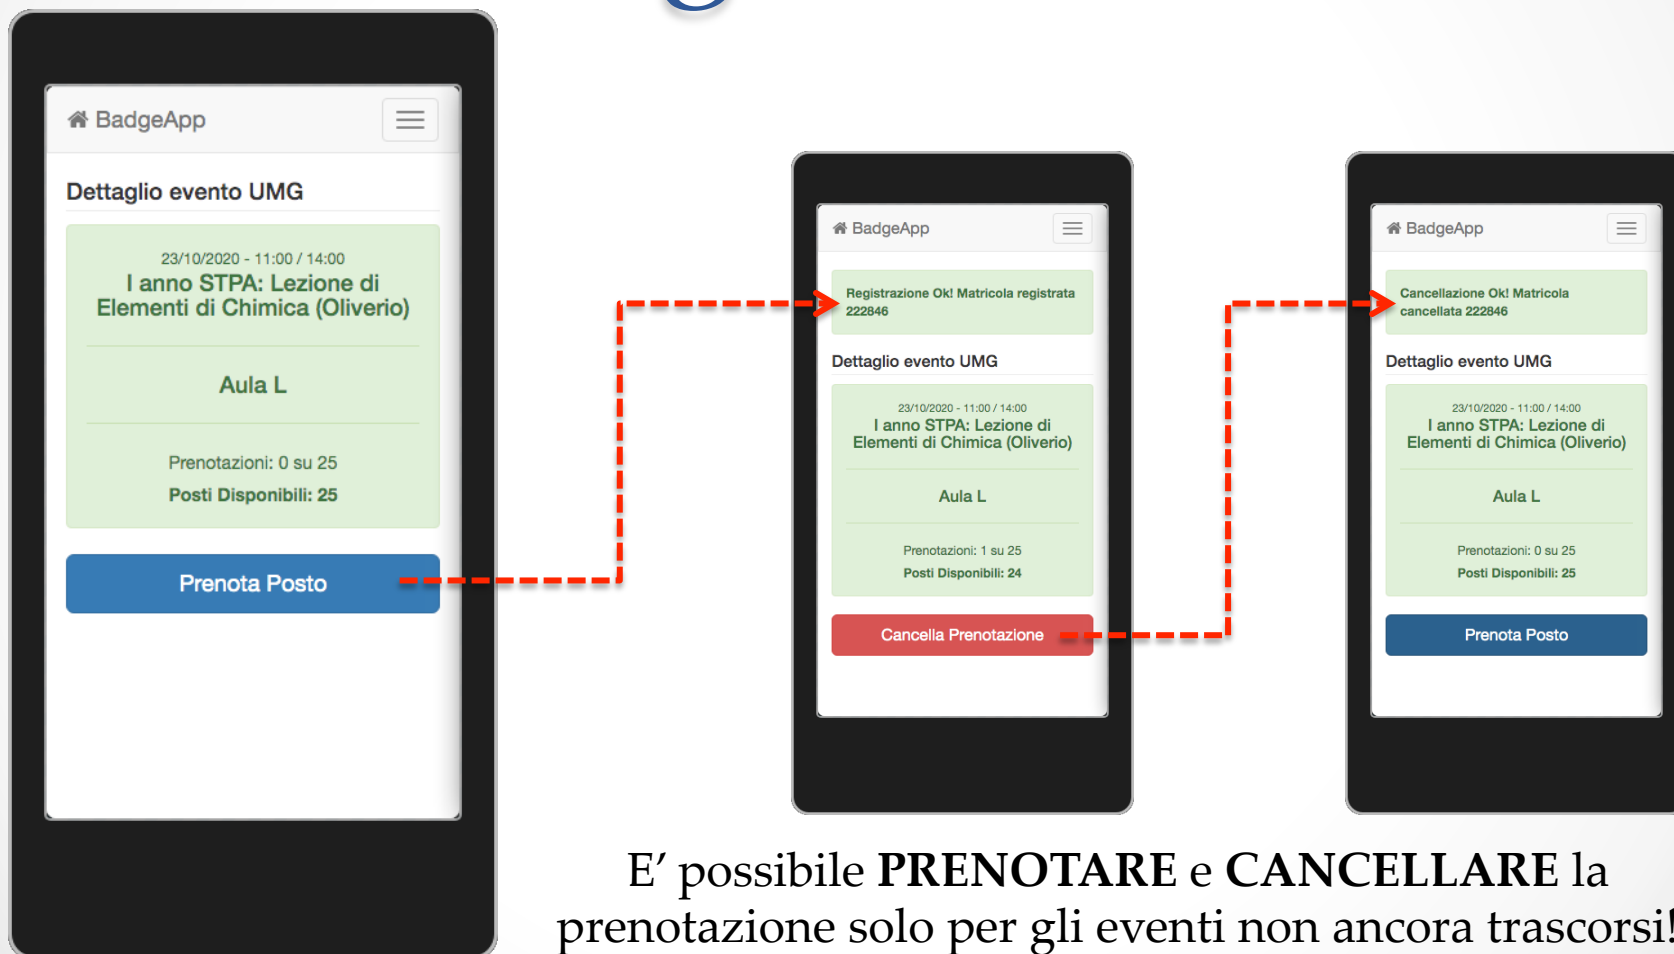 BadgeApp
Dettaglio evento UMG
23/10/2020 - 11:00 / 14:00
I anno STPA: Lezione di
Elementi di Chimica (Oliverio)
Aula L
Prenotazioni: 0 su 25
Posti Disponibili: 25
Prenota Posto
BadgeApp
Registrazione Ok! Matricola registrata
222846
Dettaglio evento UMG
23/10/2020 - 11:00 / 14:00
I anno STPA: Lezione di
Elementi di Chimica (Oliverio)
Aula L
Prenotazioni: 1 su 25
Posti Disponibili: 24
Cancella Prenotazione
BadgeApp
Cancellazione Ok! Matricola
cancellata 222846
Dettaglio evento UMG
23/10/2020 - 11:00 / 14:00
I anno STPA: Lezione di
Elementi di Chimica (Oliverio)
Aula L
Prenotazioni: 0 su 25
Posti Disponibili: 25
Prenota Posto
E’ possibile PRENOTARE e CANCELLARE la
prenotazione solo per gli eventi non ancora trascorsi!